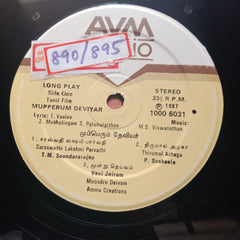 AVM
890/895
LONG PLAY
Side One
Tamil Film
MUPPERUM DEVIYAR
STEREO
33⅓ R.P.M.
℗ 1987
1000 6031
Lyric: 1. Vaalee
2. Muthulingam 3. Pulamaipithan
Music:
M.S. Viswanathan
முப்பெரும் தேவியர்
1. சரஸ்வதி லக்ஷ்மி பார்வதி
Saraswathi Lakshmi Parvathi
T.M. Soundararajan
2. திருமால் அழகா
Thirumal Azhaga
P. Susheela
3. மூன்று தெய்வம்
Vani Jairam
Moondru Deivam
Ammu Creations